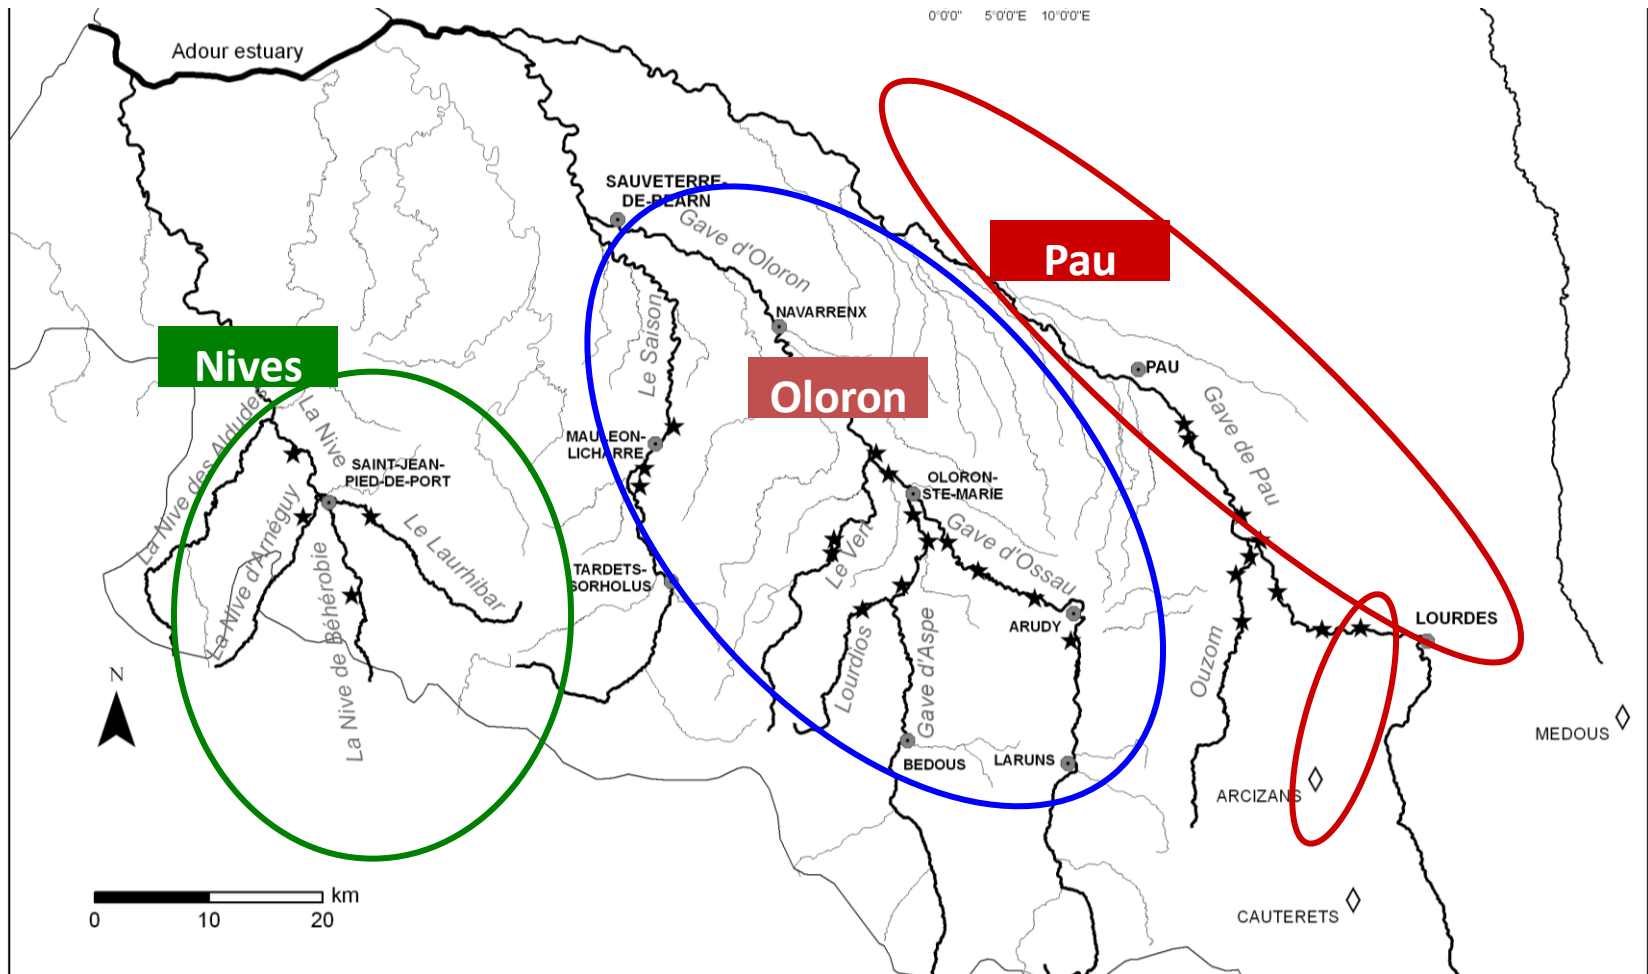 0°0'0" 5°0'0"E 10°0'0"E
Adour estuary
SAUVETERRE-
DE-BEARN
Gave d'Oloron
Pau
Le Saison
NAVARRENX
Nives
Oloron
PAU
La Nive des Aldudes
La Nive
Gave de Pau
MAULEON-
LICHARRE
SAINT-JEAN-
PIED-DE-PORT
OLORON-
STE-MARIE
La Nive d'Arnéguy
Le Laurhibar
Le Vert
Gave d'Ossau
La Nive de Béhérobie
TARDETS-
SORHOLUS
ARUDY
LOURDES
Lourdios
Gave d'Aspe
Ouzom
N
MEDOUS
BEDOUS
LARUNS
ARCIZANS
CAUTERETS
km
0 10 20